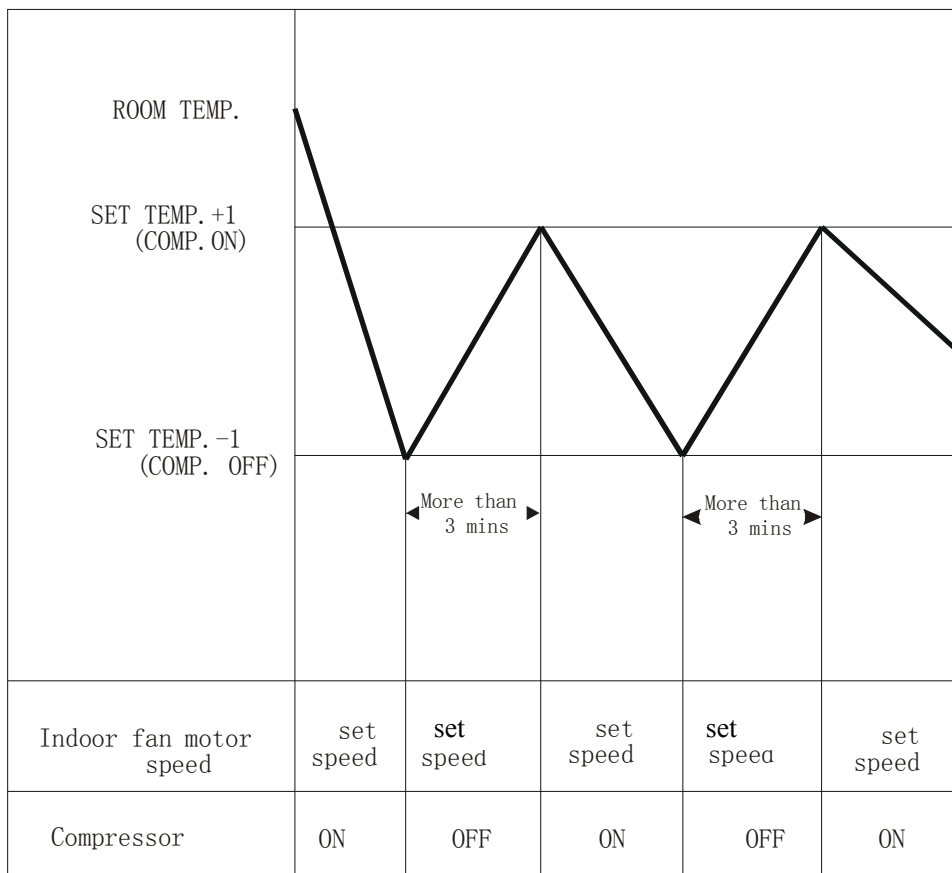 ROOM TEMP.
SET TEMP.+1
(COMP.ON)
SET TEMP.-1
(COMP. OFF)
More than
3 mins
More than
3 mins
Indoor fan motor
speed
set
speed
set
speed
set
speed
set
speed
set
speed
Compressor
ON
OFF
ON
OFF
ON